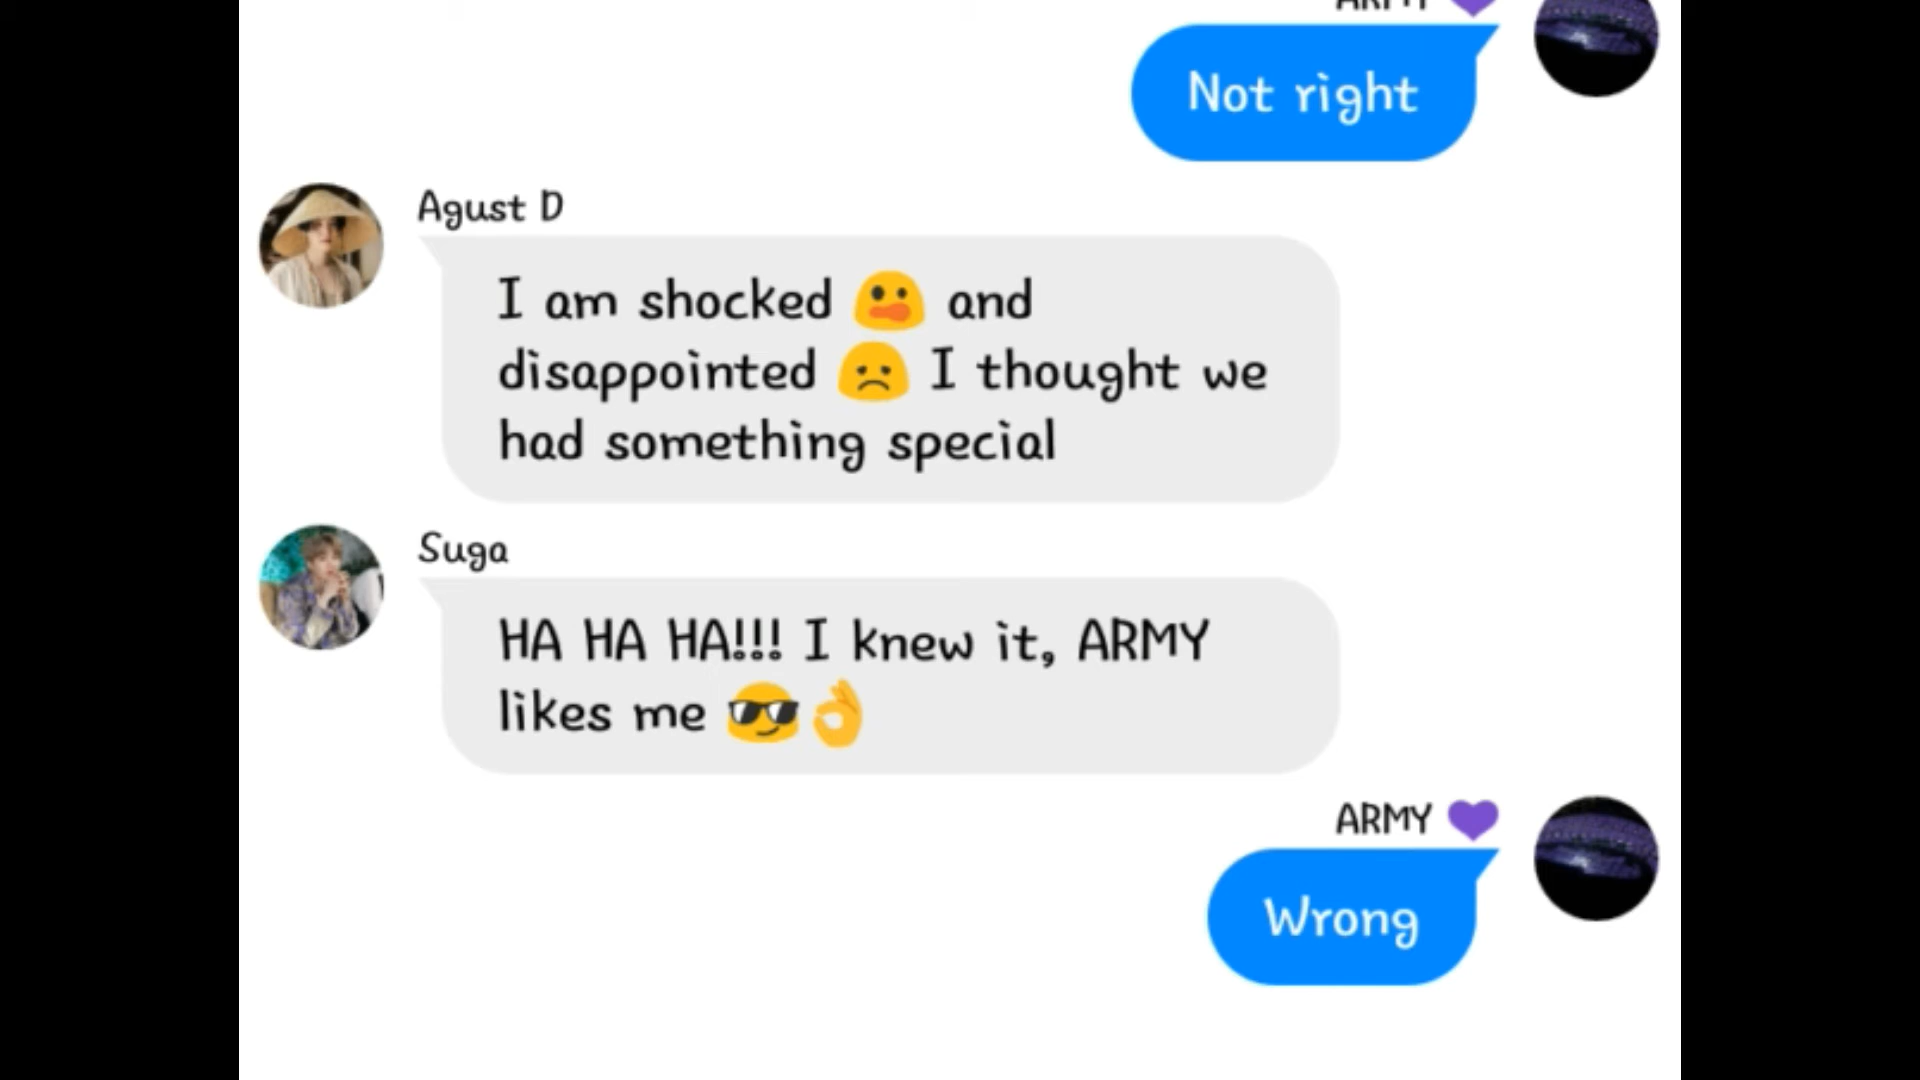 ARMY 💜
Not right
Agust D
I am shocked 😛 and
disappointed 😞 I thought we
had something special
Suga
HA HA HA!!! I knew it, ARMY
likes me 😎👌
ARMY 💜
Wrong